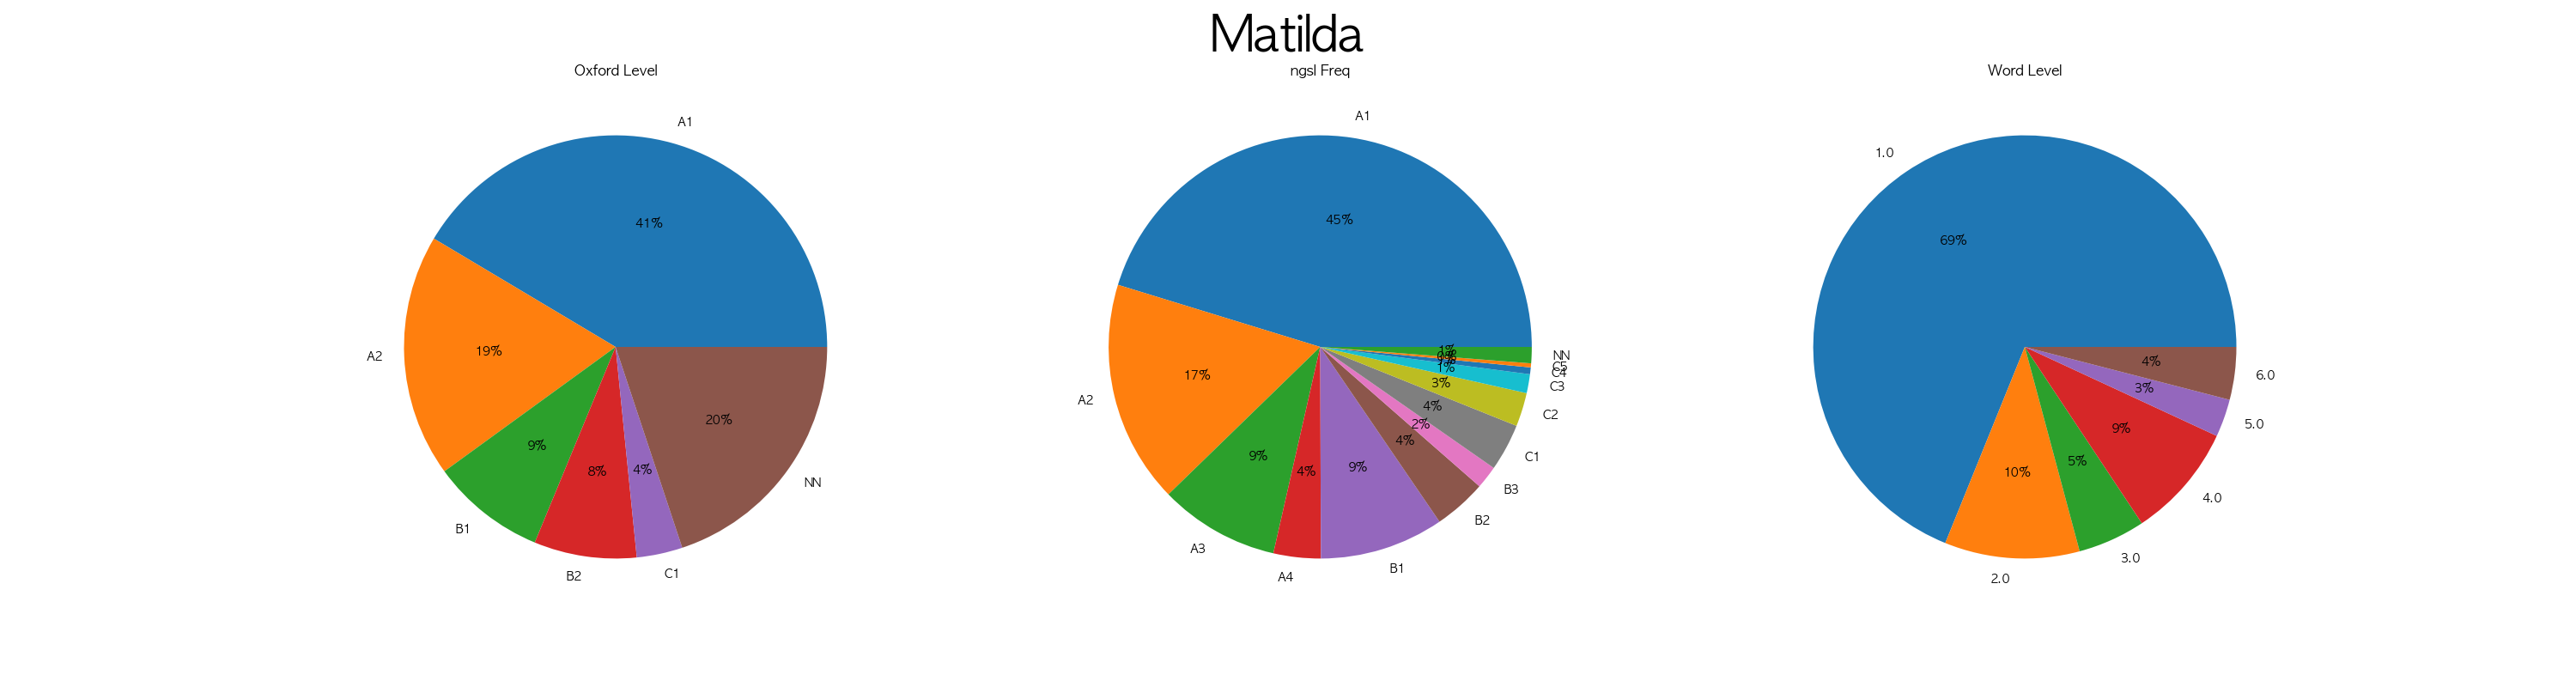 Matilda
Oxford Level
A1
41%
A2
19%
B1
9%
B2
8%
C1
4%
NN
20%
ngsl Freq
A1
45%
A2
17%
A3
9%
A4
4%
B1
9%
B2
4%
B3
2%
C1
4%
C2
3%
C3
1%
C4
C5
NN
1%
Word Level
1.0
69%
2.0
10%
3.0
5%
4.0
9%
5.0
3%
6.0
4%